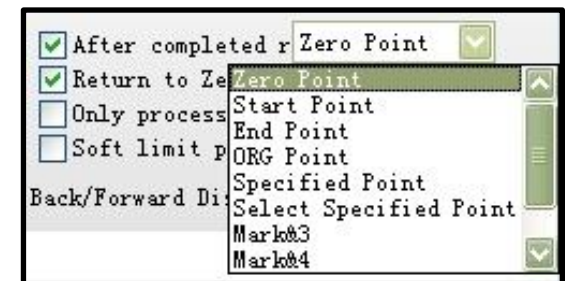 After completed r Zero Point
Return to Ze Zero Point
Only process Start Point
End Point
Soft limit p ORG Point
Specified Point
Back/Forward Di Select Specified Point
Mark&3
Mark&4